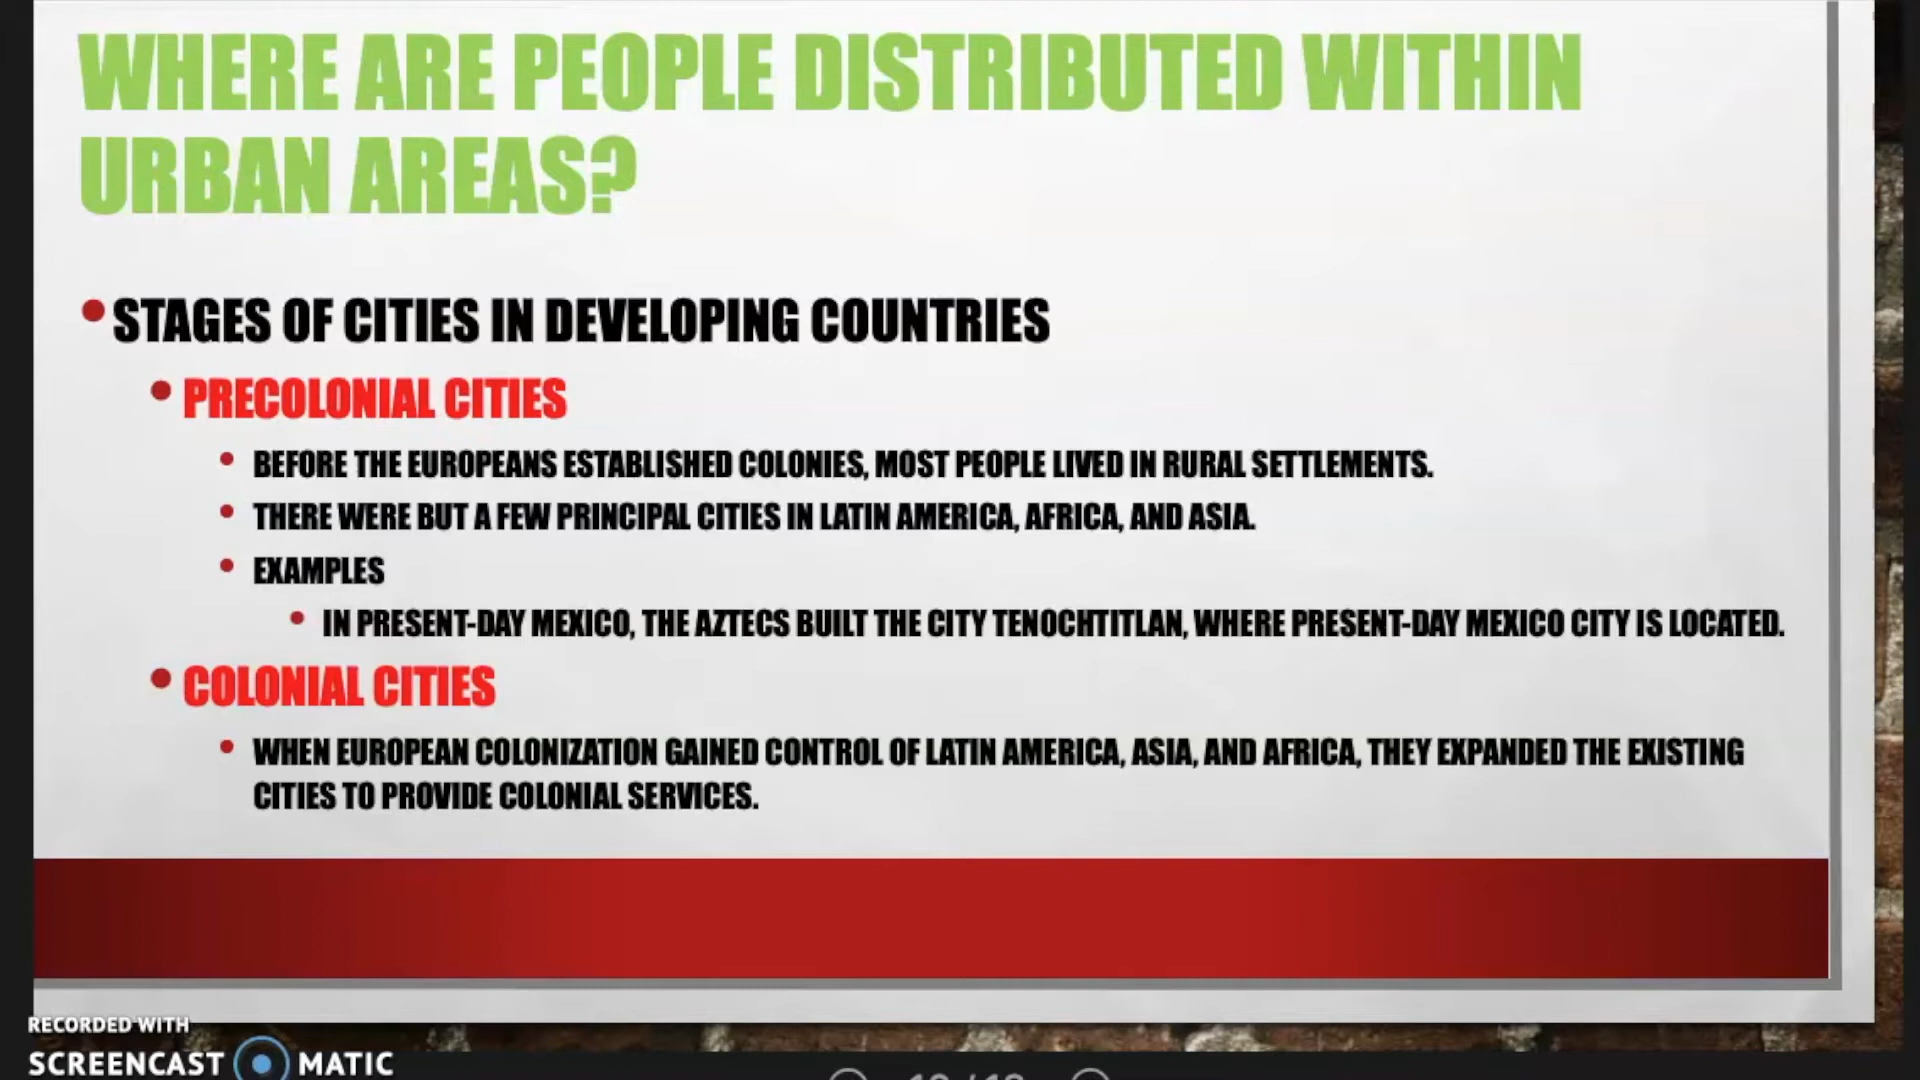 WHERE ARE PEOPLE DISTRIBUTED WITHIN
URBAN AREAS?
• STAGES OF CITIES IN DEVELOPING COUNTRIES
• PRECOLONIAL CITIES
• BEFORE THE EUROPEANS ESTABLISHED COLONIES, MOST PEOPLE LIVED IN RURAL SETTLEMENTS.
• THERE WERE BUT A FEW PRINCIPAL CITIES IN LATIN AMERICA, AFRICA, AND ASIA.
• EXAMPLES
• IN PRESENT-DAY MEXICO, THE AZTECS BUILT THE CITY TENOCHTITLAN, WHERE PRESENT-DAY MEXICO CITY IS LOCATED.
• COLONIAL CITIES
• WHEN EUROPEAN COLONIZATION GAINED CONTROL OF LATIN AMERICA, ASIA, AND AFRICA, THEY EXPANDED THE EXISTING
CITIES TO PROVIDE COLONIAL SERVICES.
RECORDED WITH
SCREENCAST MATIC